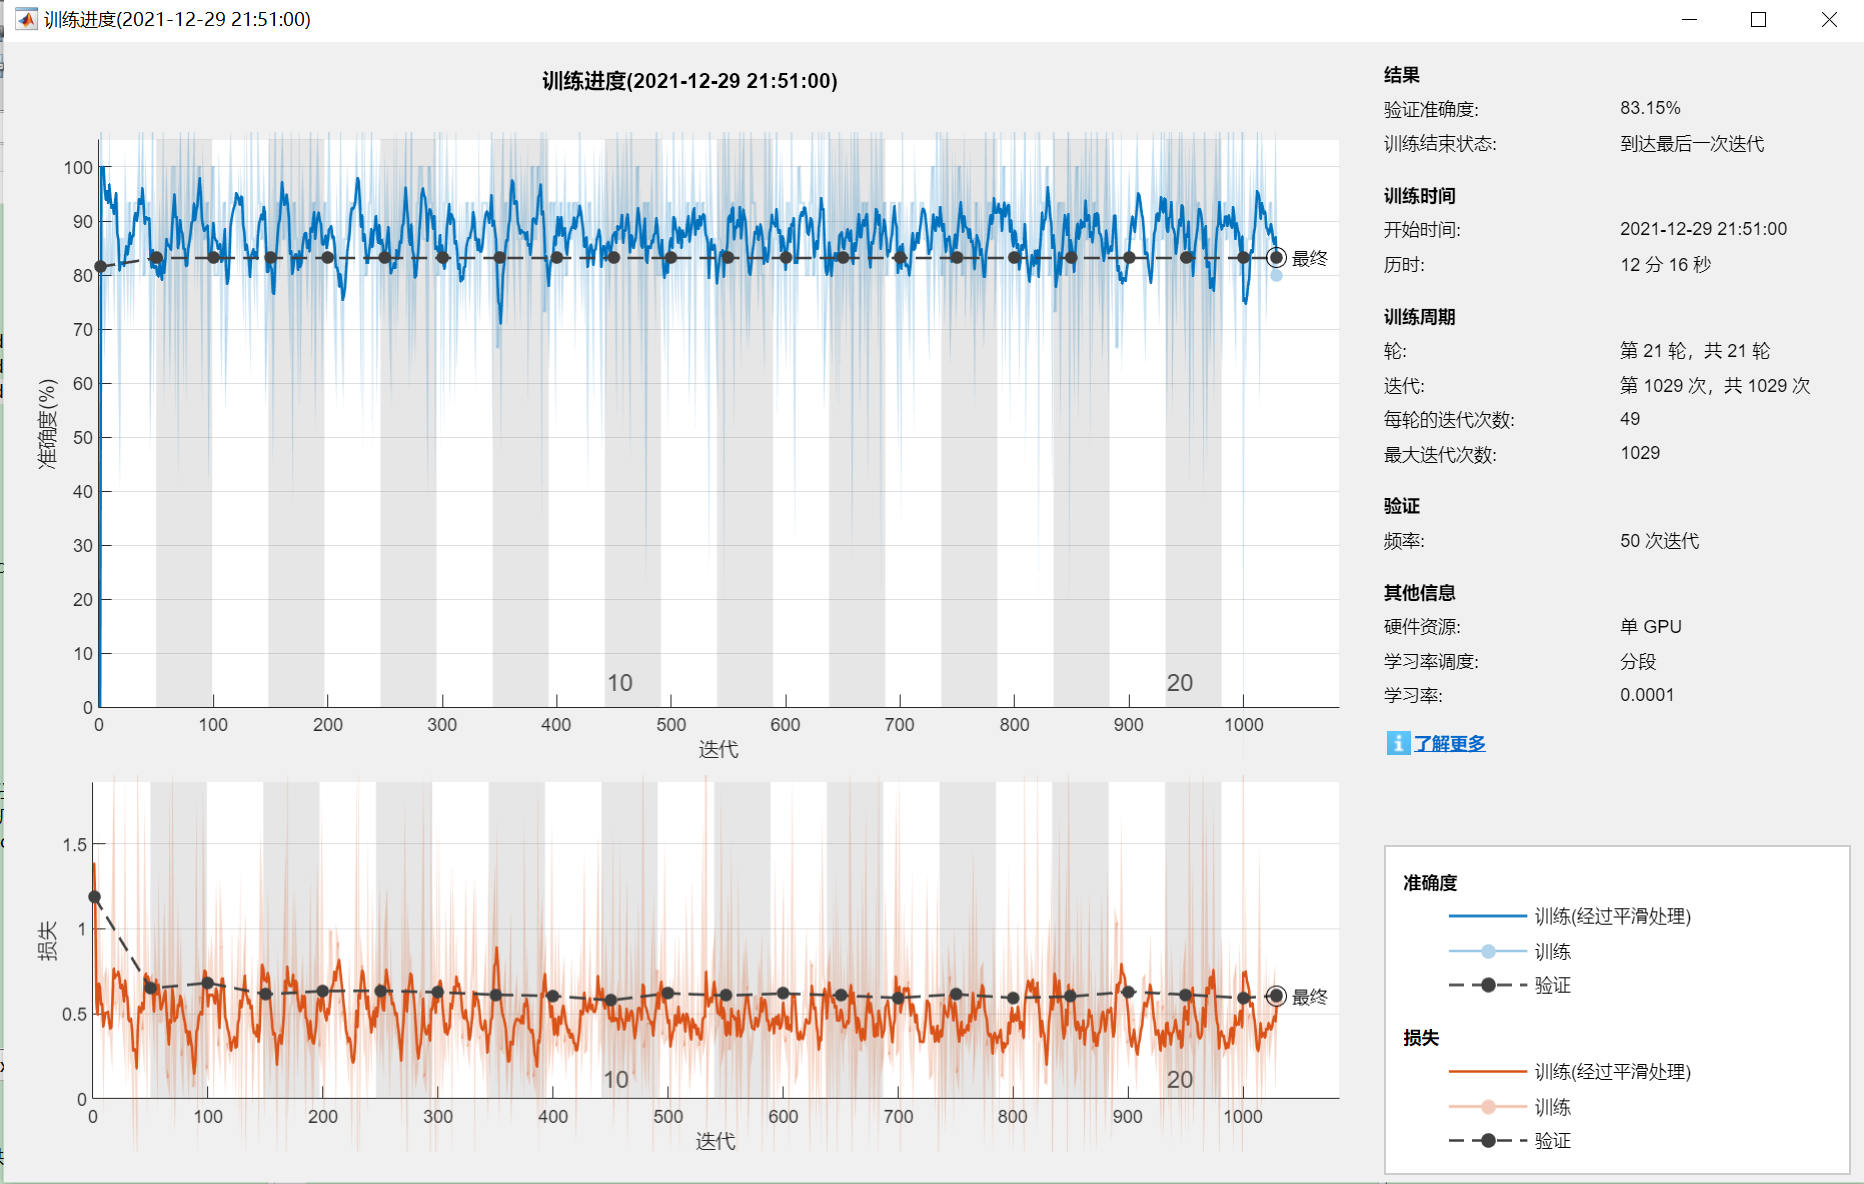 训练进度(2021-12-29 21:51:00)
训练进度(2021-12-29 21:51:00)
100
90
80
70
60
50
40
30
20
10
0
准确度(%)
最终
10
20
0 100 200 300 400 500 600 700 800 900 1000
迭代
1.5
1
0.5
0
损失
最终
10
20
0 100 200 300 400 500 600 700 800 900 1000
迭代
结果
验证准确度: 83.15%
训练结束状态: 到达最后一次迭代
训练时间
开始时间: 2021-12-29 21:51:00
历时: 12 分 16 秒
训练周期
轮: 第 21 轮，共 21 轮
迭代: 第 1029 次，共 1029 次
每轮的迭代次数: 49
最大迭代次数: 1029
验证
频率: 50 次迭代
其他信息
硬件资源: 单 GPU
学习率调度: 分段
学习率: 0.0001
i 了解更多
准确度
训练(经过平滑处理)
训练
验证
损失
训练(经过平滑处理)
训练
验证